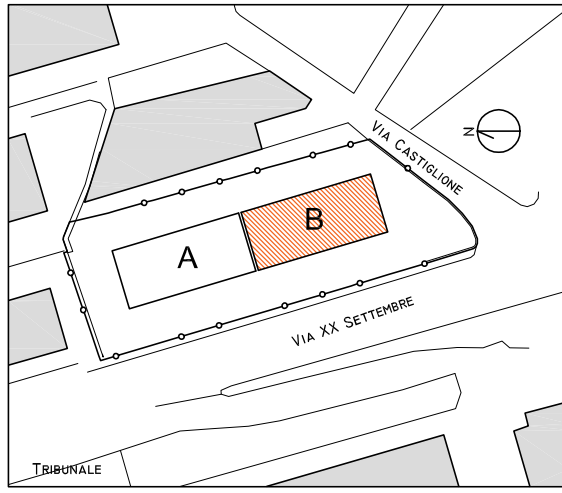 VIA CASTIGLIONE
N
B
A
VIA XX SETTEMBRE
TRIBUNALE